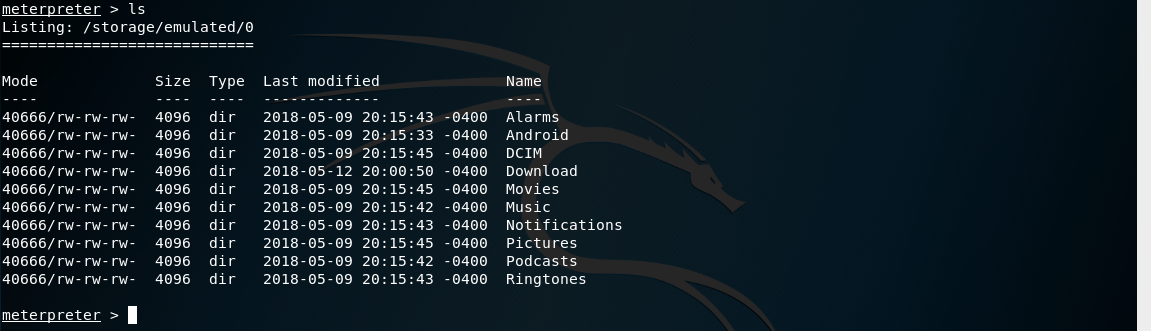 meterpreter > ls
Listing: /storage/emulated/0
============================
Mode             Size  Type  Last modified              Name
----             ----  ----  -------------              ----
40666/rw-rw-rw-  4096  dir   2018-05-09 20:15:43 -0400  Alarms
40666/rw-rw-rw-  4096  dir   2018-05-09 20:15:33 -0400  Android
40666/rw-rw-rw-  4096  dir   2018-05-09 20:15:45 -0400  DCIM
40666/rw-rw-rw-  4096  dir   2018-05-12 20:00:50 -0400  Download
40666/rw-rw-rw-  4096  dir   2018-05-09 20:15:45 -0400  Movies
40666/rw-rw-rw-  4096  dir   2018-05-09 20:15:42 -0400  Music
40666/rw-rw-rw-  4096  dir   2018-05-09 20:15:43 -0400  Notifications
40666/rw-rw-rw-  4096  dir   2018-05-09 20:15:45 -0400  Pictures
40666/rw-rw-rw-  4096  dir   2018-05-09 20:15:42 -0400  Podcasts
40666/rw-rw-rw-  4096  dir   2018-05-09 20:15:43 -0400  Ringtones
meterpreter >